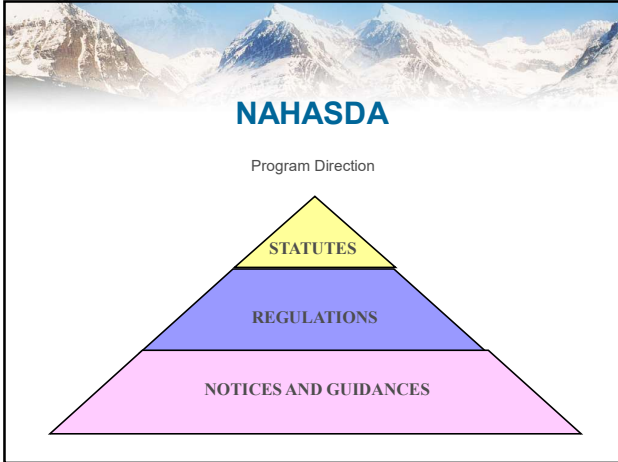 NAHASDA
Program Direction
STATUTES
REGULATIONS
NOTICES AND GUIDANCES